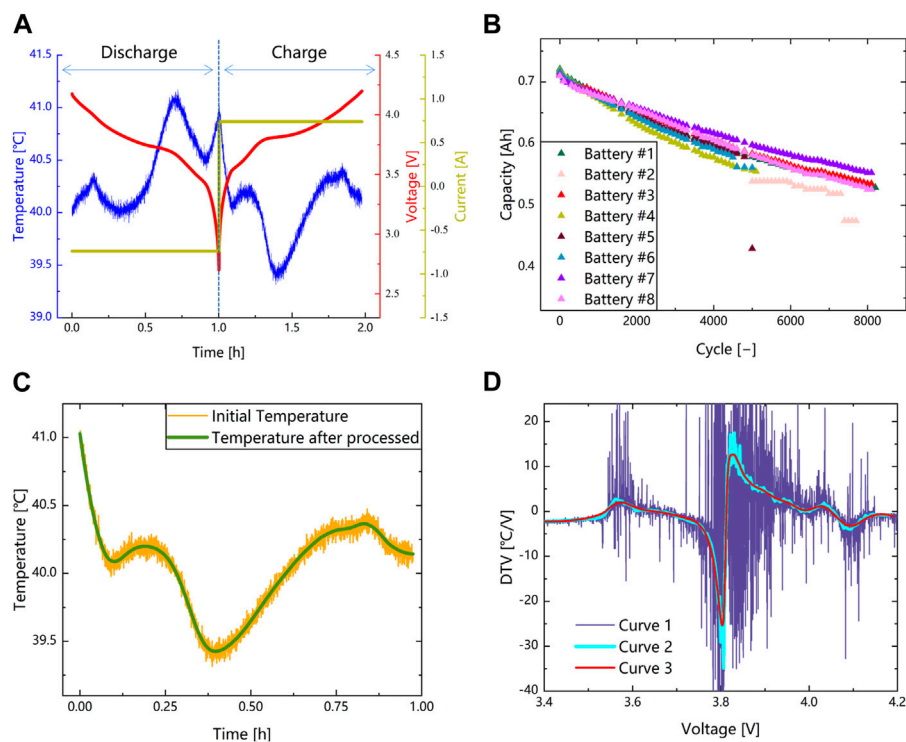 A
Discharge
Charge
41.5
41.0
40.5
40.0
39.5
39.0
Temperature [℃]
4.5
4.0
3.5
3.0
2.5
Voltage [V]
1.5
1.0
0.5
0.0
-0.5
-1.0
-1.5
Current [A]
0.0 0.5 1.0 1.5 2.0
Time [h]
B
0.7
0.6
0.5
0.4
Capacity [Ah]
Battery #1
Battery #2
Battery #3
Battery #4
Battery #5
Battery #6
Battery #7
Battery #8
0 2000 4000 6000 8000
Cycle [−]
C
Initial Temperature
Temperature after processed
41.0
40.5
40.0
39.5
Temperature [℃]
0.00 0.25 0.50 0.75 1.00
Time [h]
D
20
10
0
-10
-20
-30
-40
DTV [℃/V]
Curve 1
Curve 2
Curve 3
3.4 3.6 3.8 4.0 4.2
Voltage [V]